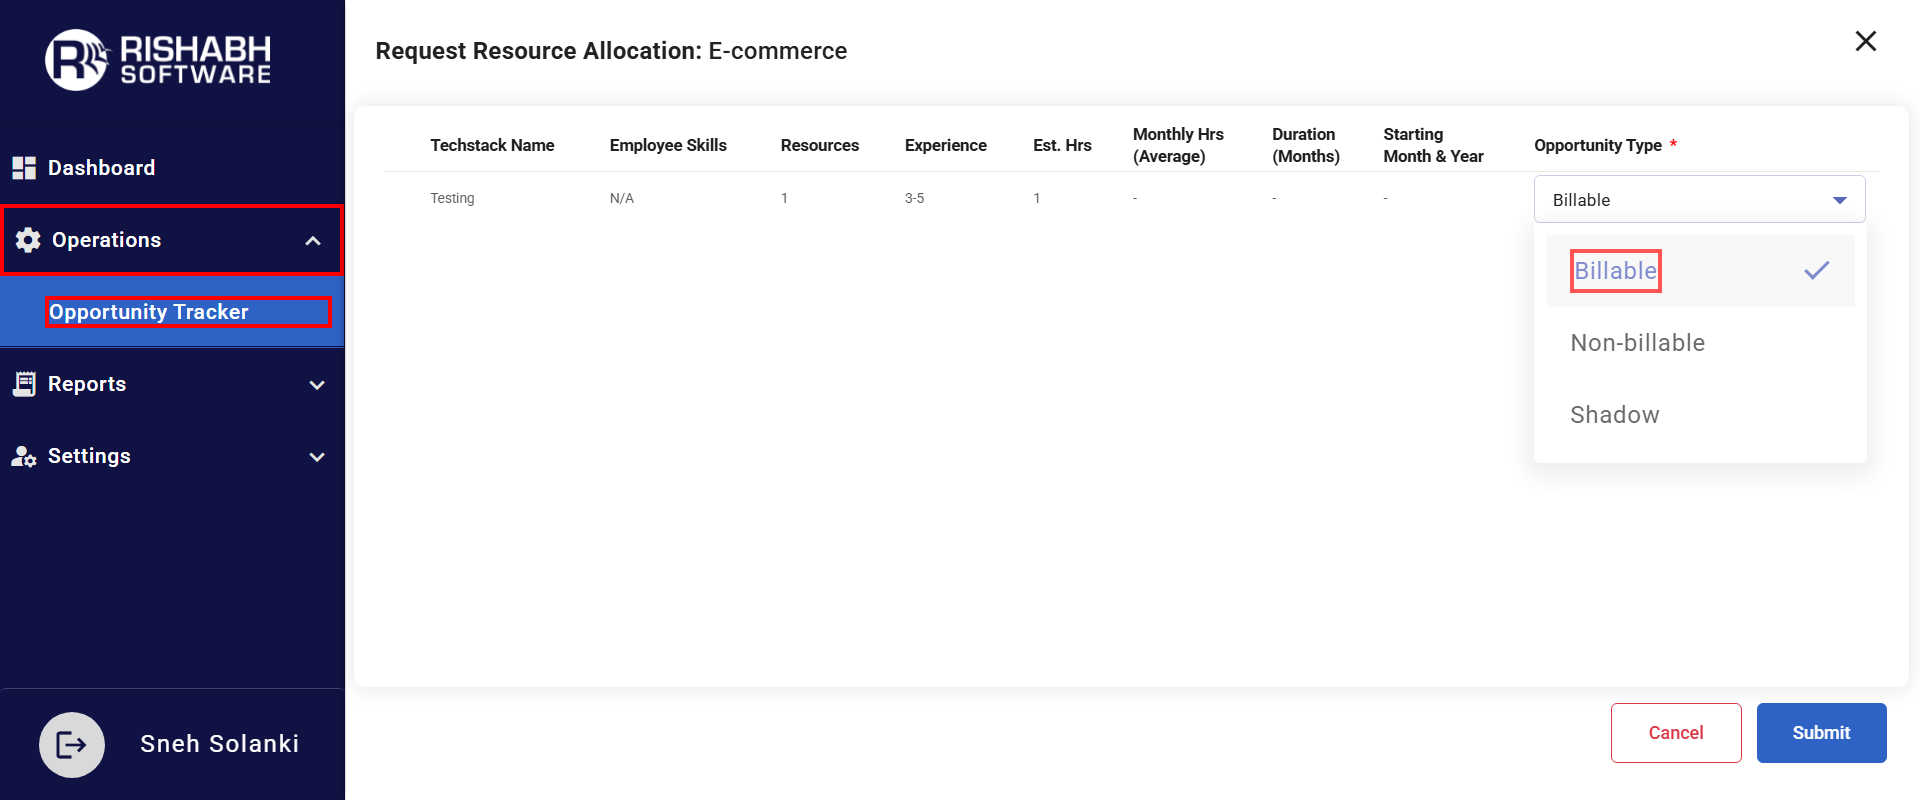 RISHABH
SOFTWARE
Dashboard
Operations
Opportunity Tracker
Reports
Settings
Sneh Solanki
Request Resource Allocation: E-commerce
Techstack Name Employee Skills Resources Experience Est. Hrs Monthly Hrs (Average) Duration (Months) Starting Month & Year Opportunity Type *
Testing N/A 1 3-5 1 - - - Billable
Billable
Non-billable
Shadow
Cancel Submit